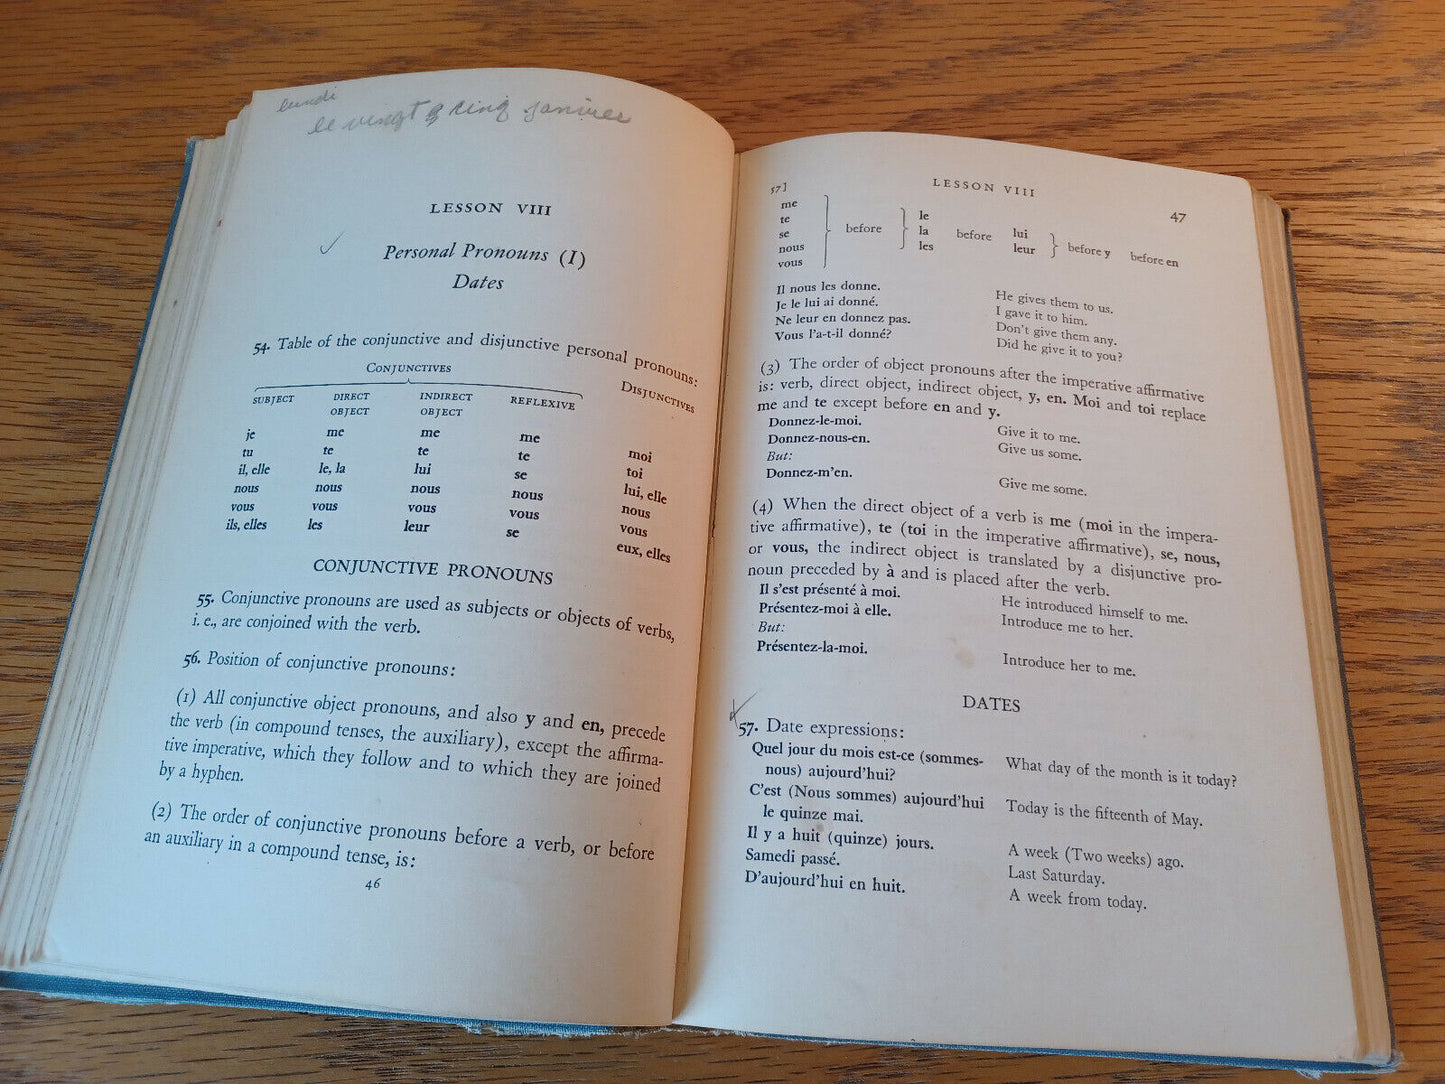 lundi
le vingt & cinq janvier
LESSON VIII
Personal Pronouns (I)
Dates
54. Table of the conjunctive and disjunctive personal pronouns:
CONJUNCTIVES DISJUNCTIVES
SUBJECT DIRECT OBJECT INDIRECT OBJECT REFLEXIVE
je me me me moi
tu te te te toi
il, elle le, la lui se lui, elle
nous nous nous nous nous
vous vous vous vous vous
ils, elles les leur se eux, elles
CONJUNCTIVE PRONOUNS
55. Conjunctive pronouns are used as subjects or objects of verbs,
i. e., are conjoined with the verb.
56. Position of conjunctive pronouns:
(1) All conjunctive object pronouns, and also y and en, precede
the verb (in compound tenses, the auxiliary), except the affirma-
tive imperative, which they follow and to which they are joined
by a hyphen.
(2) The order of conjunctive pronouns before a verb, or before
an auxiliary in a compound tense, is:
46
57] LESSON VIII 47
me
te
se
nous
vous
before
le
la
les
before
lui
leur
before y
before en
Il nous les donne. He gives them to us.
Je le lui ai donné. I gave it to him.
Ne leur en donnez pas. Don't give them any.
Vous l'a-t-il donné? Did he give it to you?
(3) The order of object pronouns after the imperative affirmative
is: verb, direct object, indirect object, y, en. Moi and toi replace
me and te except before en and y.
Donnez-le-moi. Give it to me.
Donnez-nous-en. Give us some.
But:
Donnez-m'en. Give me some.
(4) When the direct object of a verb is me (moi in the impera-
tive affirmative), te (toi in the imperative affirmative), se, nous,
or vous, the indirect object is translated by a disjunctive pro-
noun preceded by à and is placed after the verb.
Il s'est présenté à moi. He introduced himself to me.
Présentez-moi à elle. Introduce me to her.
But:
Présentez-la-moi. Introduce her to me.
DATES
57. Date expressions:
Quel jour du mois est-ce (sommes-
nous) aujourd'hui? What day of the month is it today?
C'est (Nous sommes) aujourd'hui
le quinze mai. Today is the fifteenth of May.
Il y a huit (quinze) jours. A week (Two weeks) ago.
Samedi passé. Last Saturday.
D'aujourd'hui en huit. A week from today.